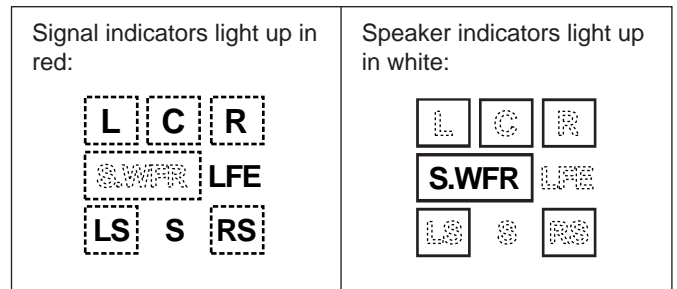 Signal indicators light up in
red:
L C R
S.WFR LFE
LS S RS
Speaker indicators light up
in white:
L C R
S.WFR LFE
LS S RS